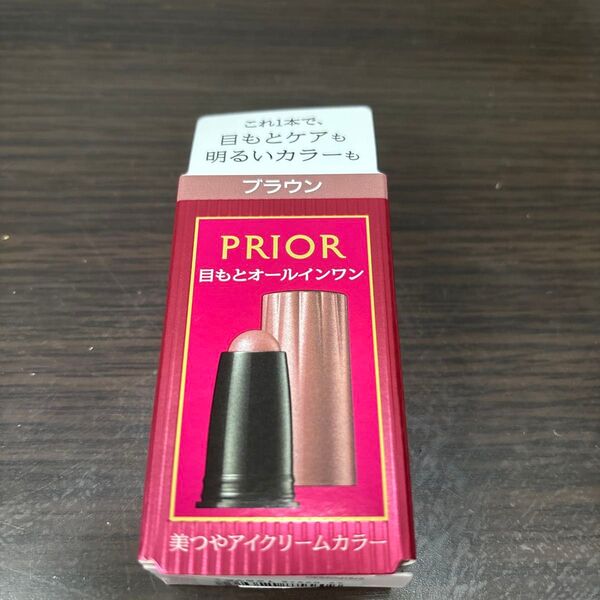 これ1本で、
目もとケアも
明るいカラーも
ブラウン
PRIOR
目もとオールインワン
美つやアイクリームカラー